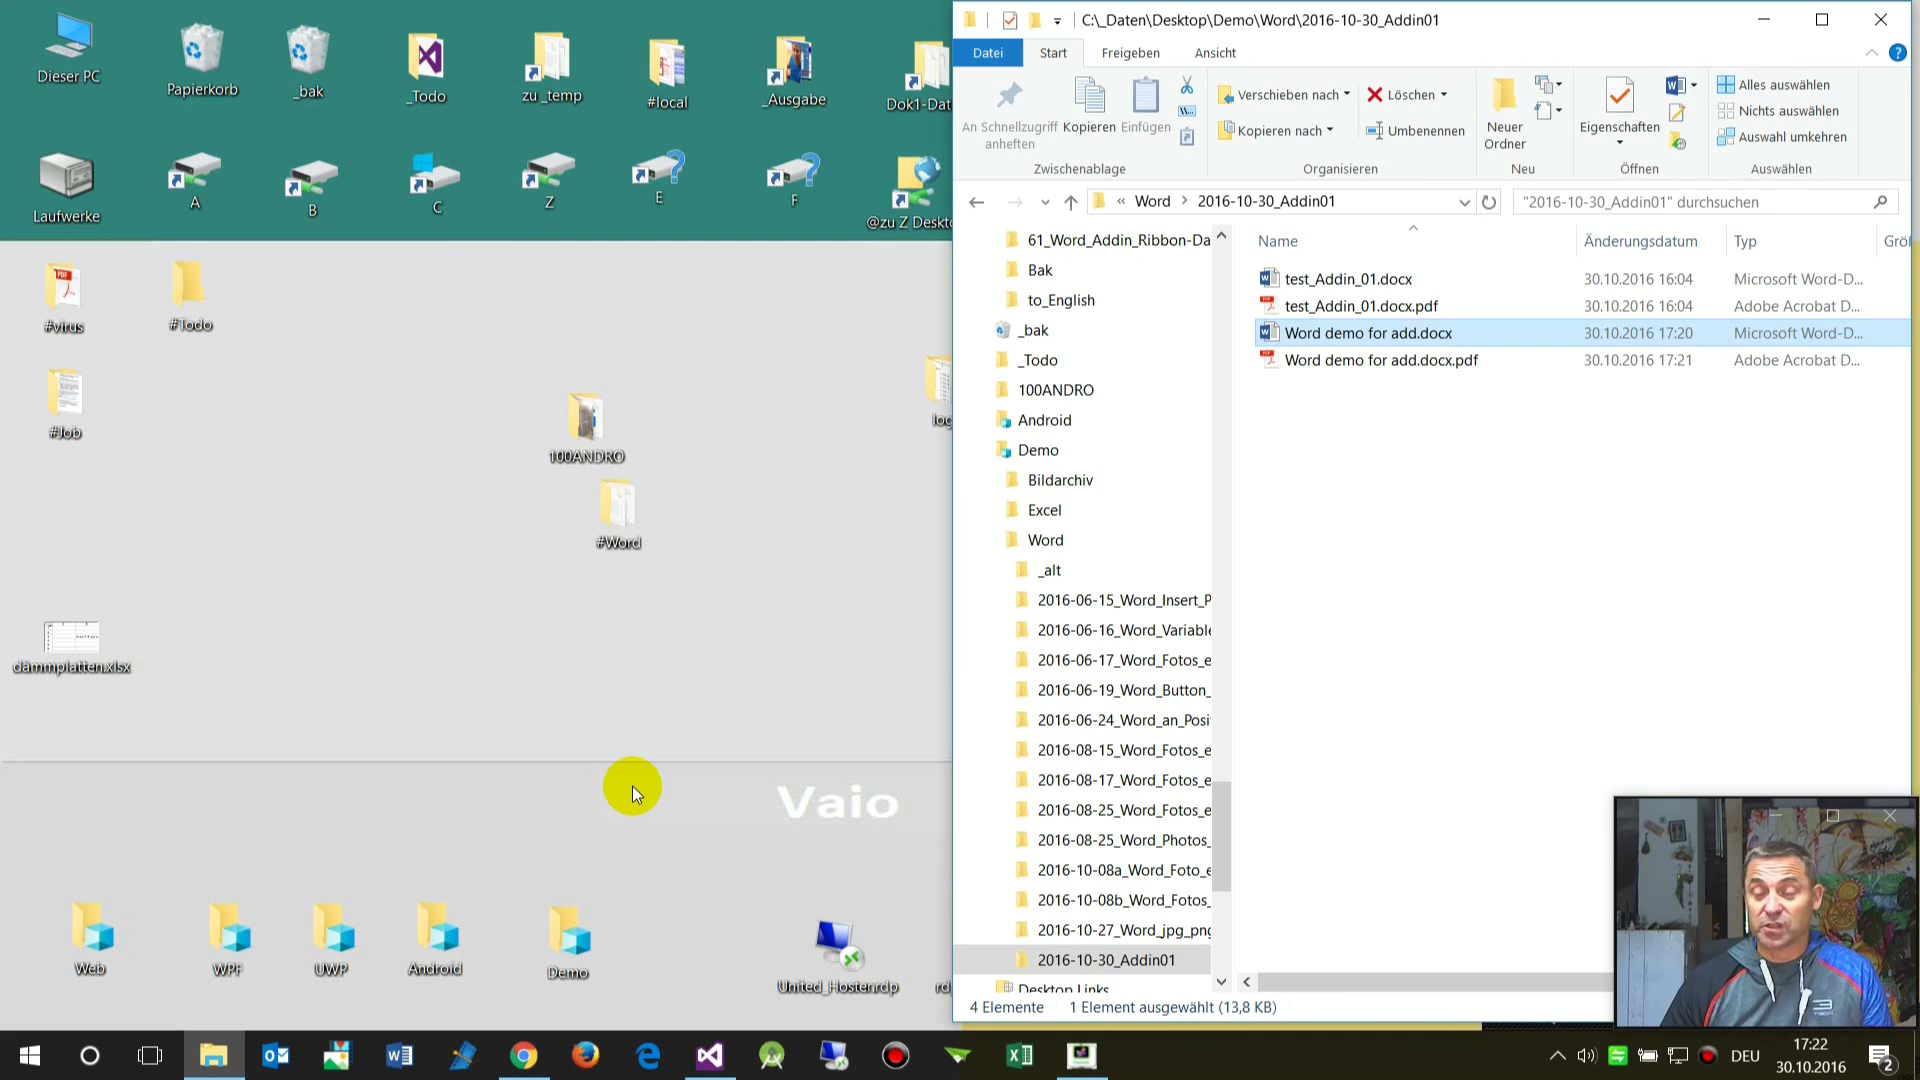 Dieser PC
Papierkorb
_bak
_Todo
zu _temp
#local
_Ausgabe
Dok1-Dat
Laufwerke
A
B
C
Z
E
F
@zu Z Deskto
#virus
#Todo
#Job
100ANDRO
#Word
log
dämmplatten.xlsx
Vaio
Web
WPF
UWP
Android
Demo
United_Hoster.rdp
rd
C:\_Daten\Desktop\Demo\Word\2016-10-30_Addin01
Datei
Start
Freigeben
Ansicht
An Schnellzugriff
anheften
Kopieren
Einfügen
Zwischenablage
Verschieben nach
Kopieren nach
Löschen
Umbenennen
Organisieren
Neuer
Ordner
Neu
Eigenschaften
Öffnen
Alles auswählen
Nichts auswählen
Auswahl umkehren
Auswählen
« Word > 2016-10-30_Addin01
"2016-10-30_Addin01" durchsuchen
61_Word_Addin_Ribbon-Da
Bak
to_English
_bak
_Todo
100ANDRO
Android
Demo
Bildarchiv
Excel
Word
_alt
2016-06-15_Word_Insert_P
2016-06-16_Word_Variable
2016-06-17_Word_Fotos_e
2016-06-19_Word_Button_
2016-06-24_Word_an_Posi
2016-08-15_Word_Fotos_e
2016-08-17_Word_Fotos_e
2016-08-25_Word_Fotos_e
2016-08-25_Word_Photos_
2016-10-08a_Word_Foto_e
2016-10-08b_Word_Fotos_
2016-10-27_Word_jpg_png
2016-10-30_Addin01
Desktop Links
Name Änderungsdatum Typ Grö
test_Addin_01.docx 30.10.2016 16:04 Microsoft Word-D...
test_Addin_01.docx.pdf 30.10.2016 16:04 Adobe Acrobat D...
Word demo for add.docx 30.10.2016 17:20 Microsoft Word-D...
Word demo for add.docx.pdf 30.10.2016 17:21 Adobe Acrobat D...
4 Elemente 1 Element ausgewählt (13,8 KB)
DEU
17:22
30.10.2016
2